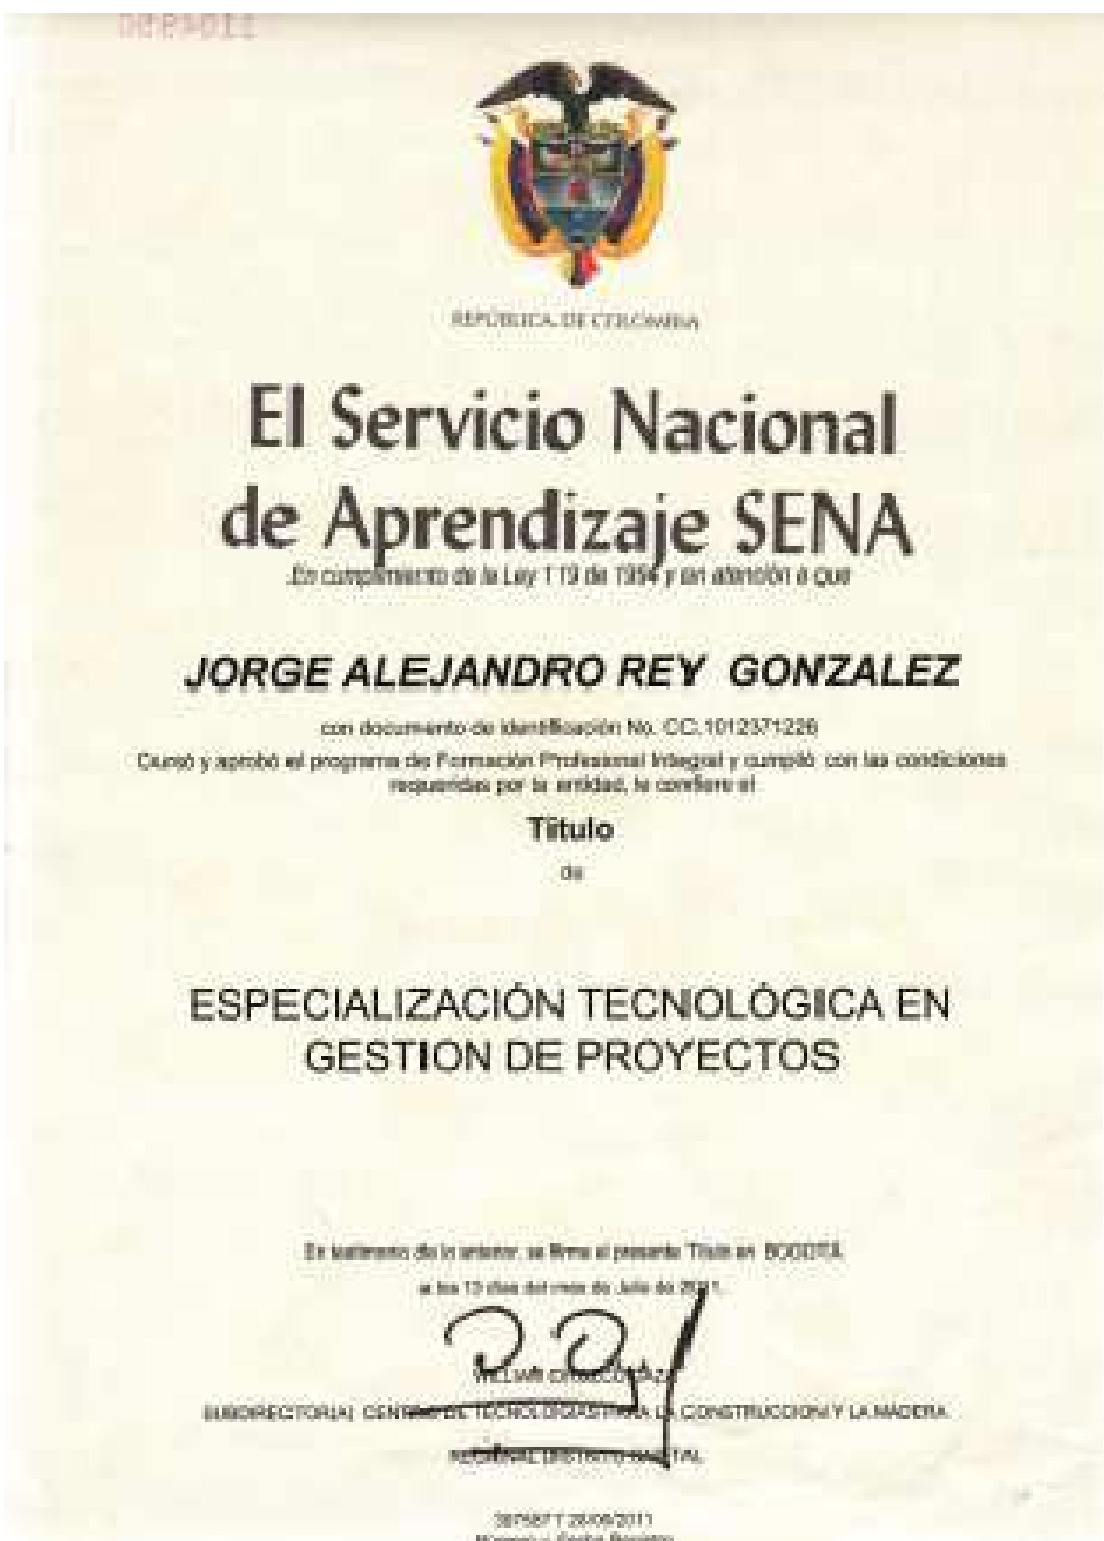 REPÚBLICA DE COLOMBIA
El Servicio Nacional
de Aprendizaje SENA
En cumplimiento de la Ley 119 de 1994 y en atención a que
JORGE ALEJANDRO REY GONZALEZ
con documento de identificación No. CC. 1012371226
Cursó y aprobó el programa de Formación Profesional Integral y cumplió con las condiciones
requeridas por la entidad, le confiere el
Título
de
ESPECIALIZACIÓN TECNOLÓGICA EN
GESTION DE PROYECTOS
En testimonio de lo anterior, se firma el presente Título en BOGOTÁ
a los 13 días del mes de Julio de 2011.
SUBDIRECTOR(A) CENTRO DE TECNOLOGIAS PARA LA CONSTRUCCION Y LA MADERA
REGIONAL DISTRITO CAPITAL